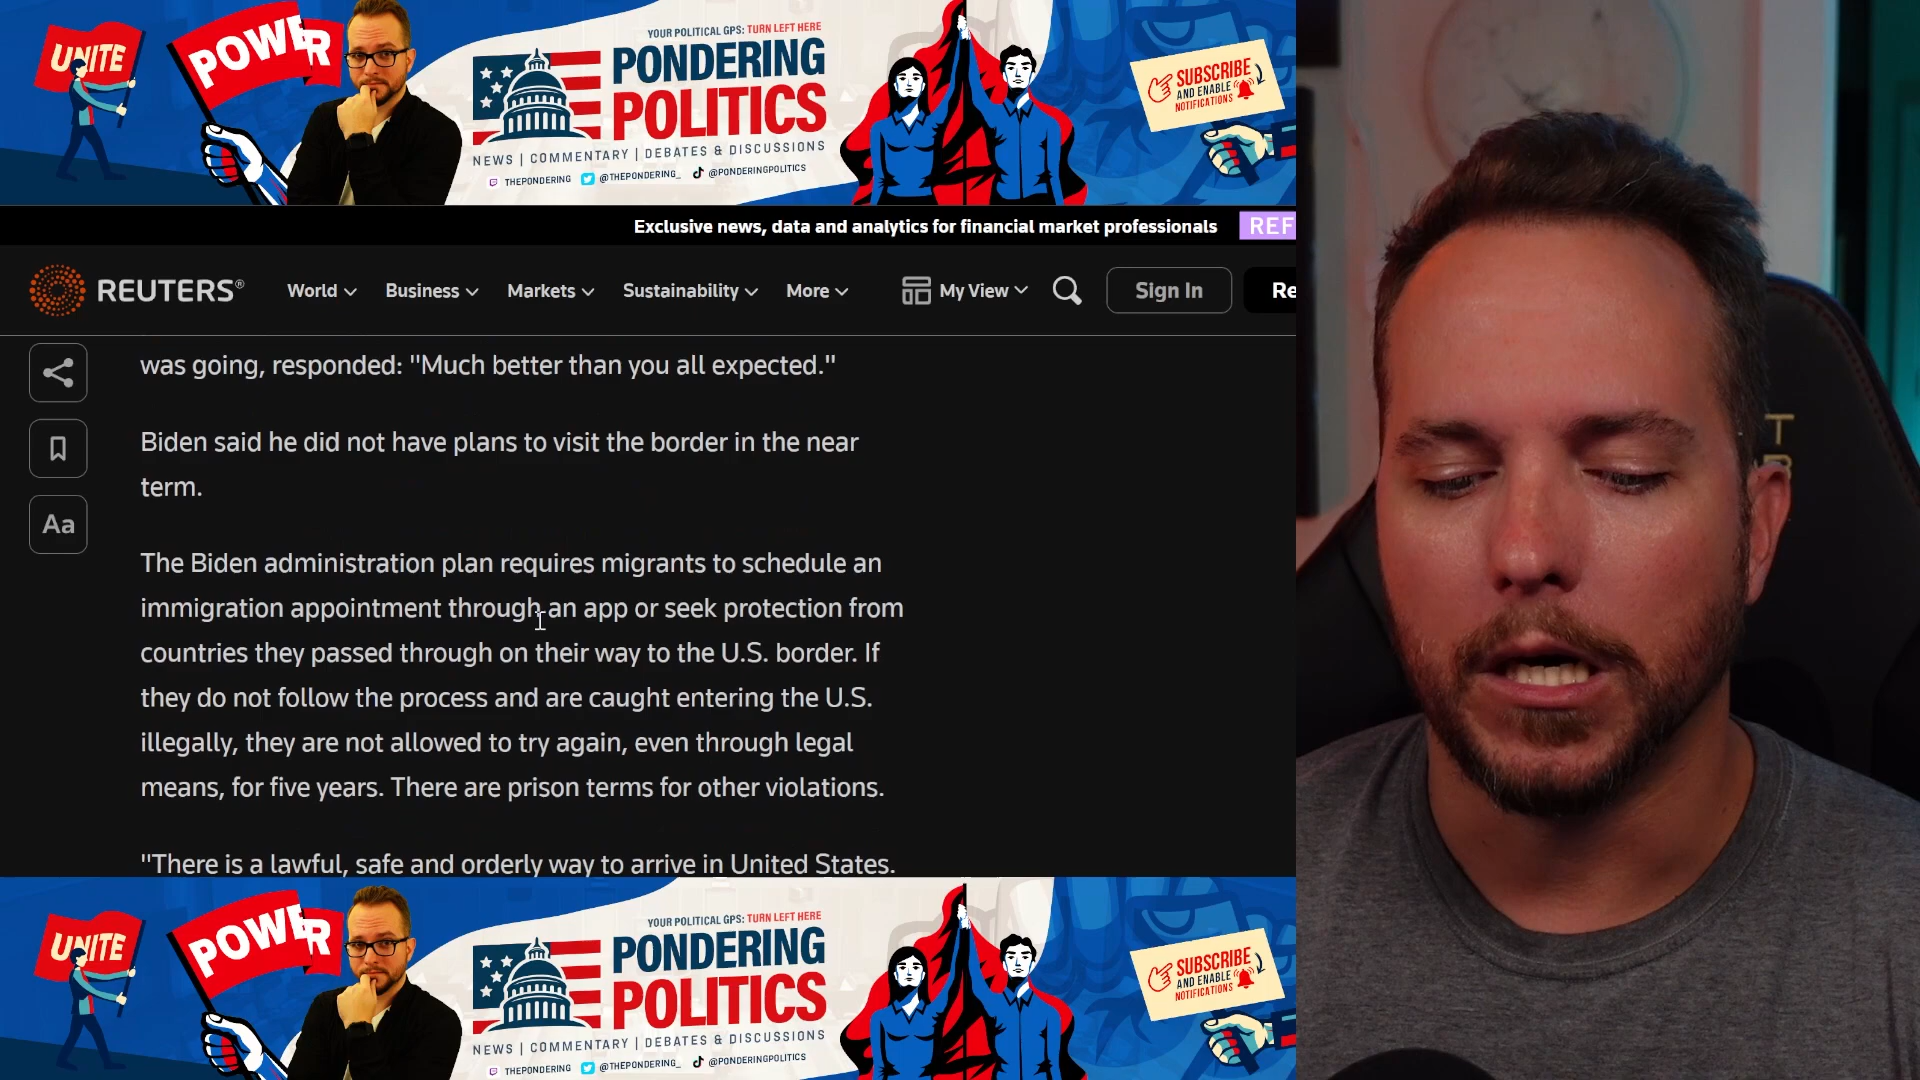 UNITE
POWER
YOUR POLITICAL GPS: TURN LEFT HERE
PONDERING
POLITICS
NEWS | COMMENTARY | DEBATES & DISCUSSIONS
THEPONDERING @THEPONDERING_ @PONDERINGPOLITICS
SUBSCRIBE
AND ENABLE
NOTIFICATIONS
Exclusive news, data and analytics for financial market professionals REF
REUTERS® World Business Markets Sustainability More My View Sign In Re
was going, responded: "Much better than you all expected."
Biden said he did not have plans to visit the border in the near
term.
Aa
The Biden administration plan requires migrants to schedule an
immigration appointment through an app or seek protection from
countries they passed through on their way to the U.S. border. If
they do not follow the process and are caught entering the U.S.
illegally, they are not allowed to try again, even through legal
means, for five years. There are prison terms for other violations.
"There is a lawful, safe and orderly way to arrive in United States.
UNITE
POWER
YOUR POLITICAL GPS: TURN LEFT HERE
PONDERING
POLITICS
NEWS | COMMENTARY | DEBATES & DISCUSSIONS
THEPONDERING @THEPONDERING_ @PONDERINGPOLITICS
SUBSCRIBE
AND ENABLE
NOTIFICATIONS